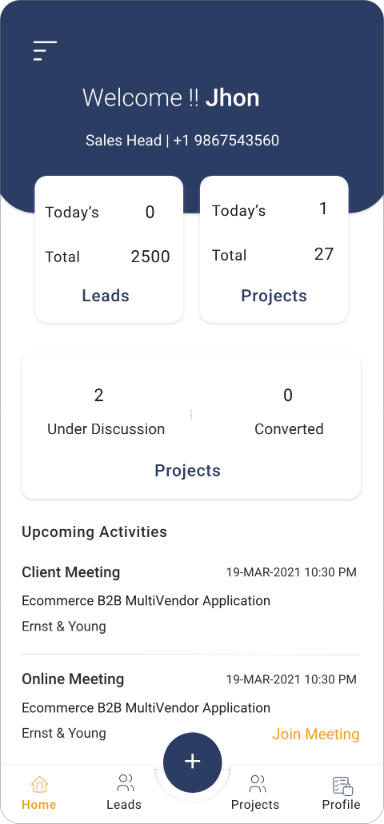 Welcome !! Jhon
Sales Head | +1 9867543560
Today's 0
Total 2500
Leads
Today's 1
Total 27
Projects
2 0
Under Discussion Converted
Projects
Upcoming Activities
Client Meeting 19-MAR-2021 10:30 PM
Ecommerce B2B MultiVendor Application
Ernst & Young
Online Meeting 19-MAR-2021 10:30 PM
Ecommerce B2B MultiVendor Application
Ernst & Young Join Meeting
+
Home Leads Projects Profile